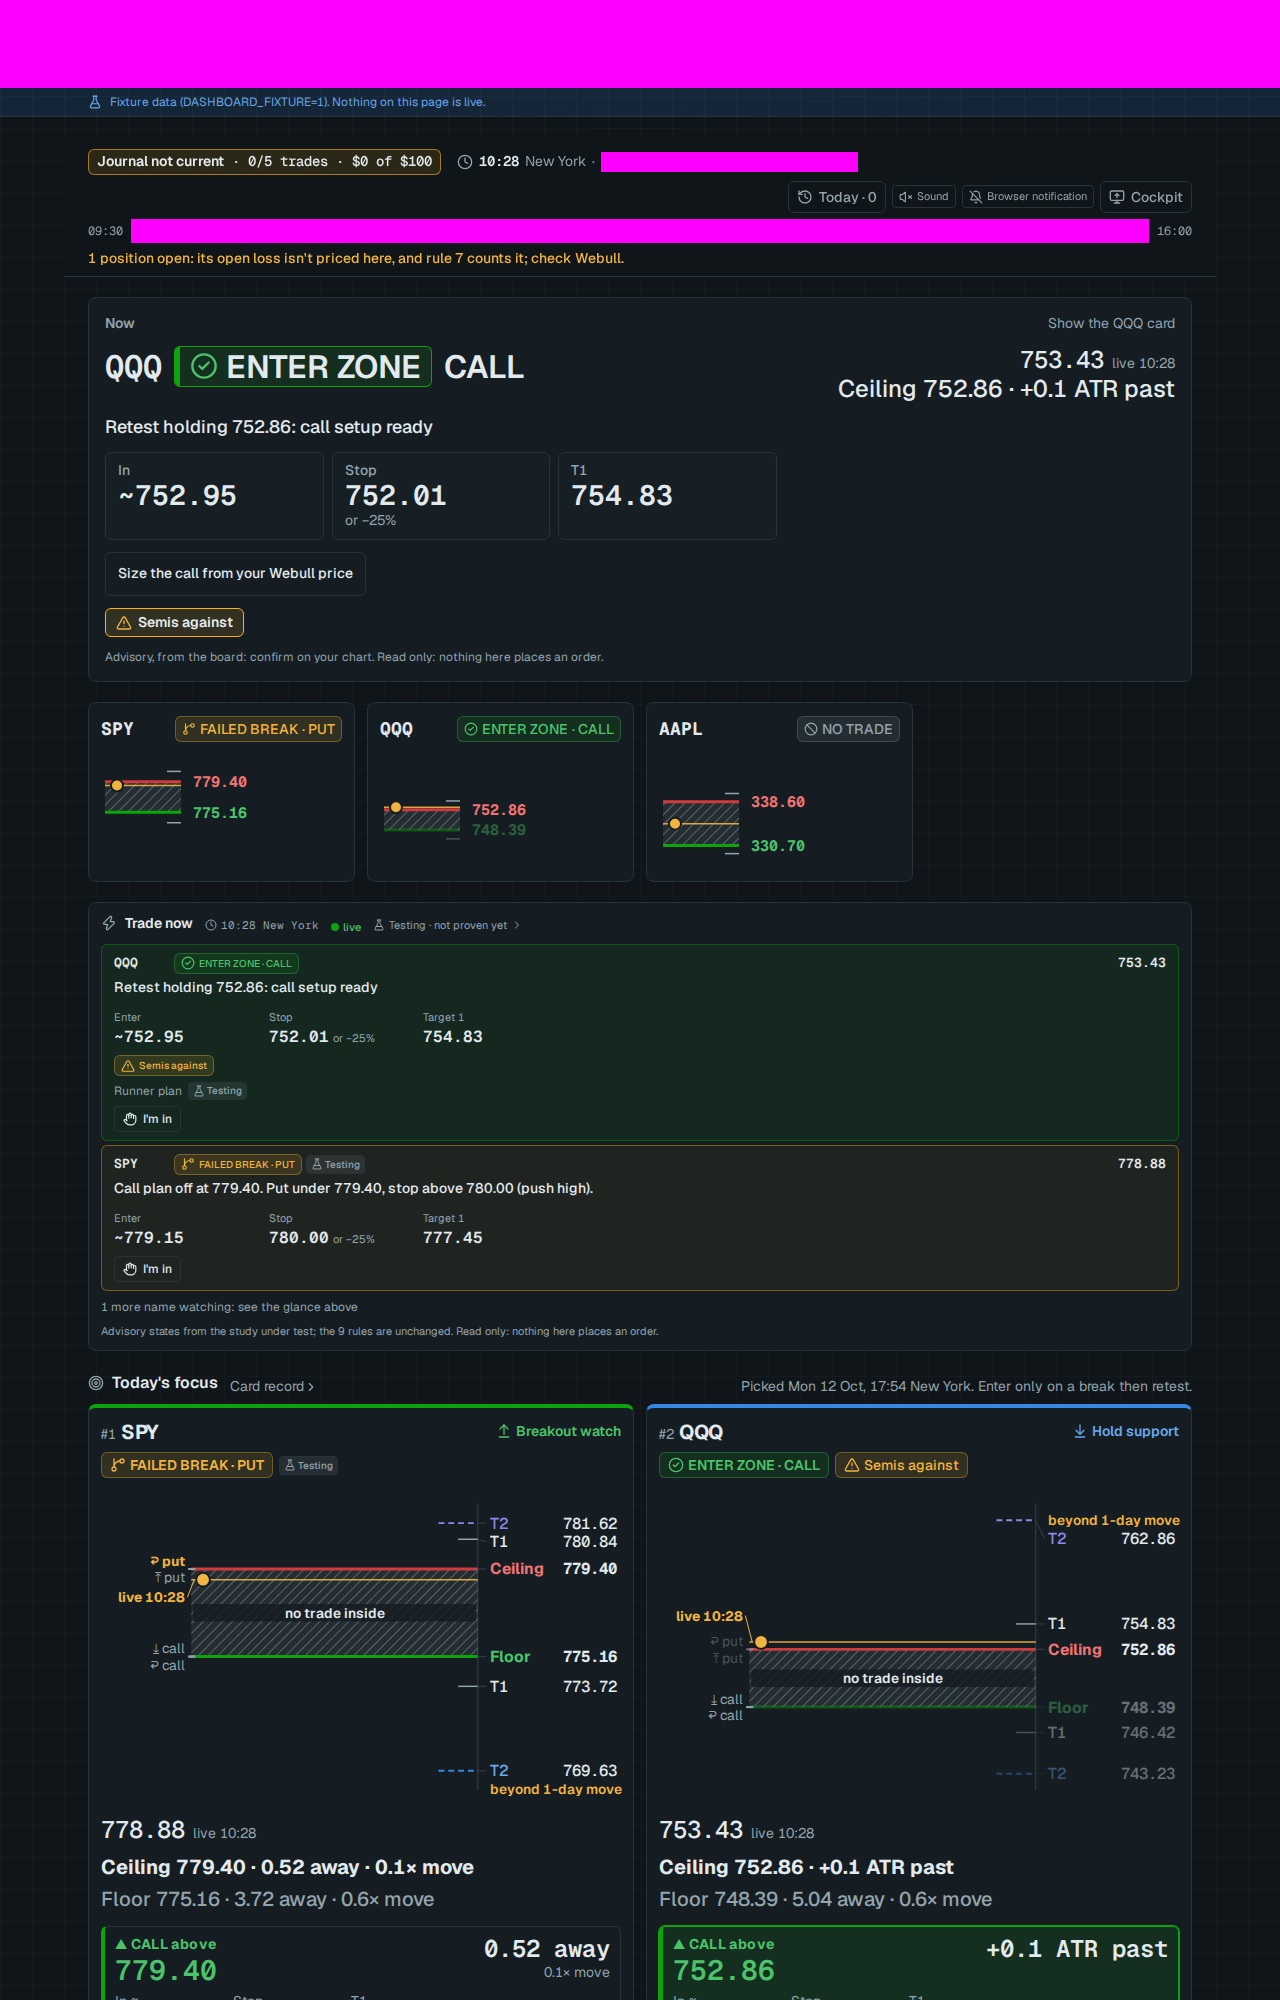 Fixture data (DASHBOARD_FIXTURE=1). Nothing on this page is live.
Journal not current · 0/5 trades · $0 of $100
10:28 New York ·
Today · 0
Sound
Browser notification
Cockpit
09:30
16:00
1 position open: its open loss isn't priced here, and rule 7 counts it; check Webull.
Now
Show the QQQ card
QQQ ENTER ZONE CALL
753.43 live 10:28
Ceiling 752.86 · +0.1 ATR past
Retest holding 752.86: call setup ready
In
~752.95
Stop
752.01
or −25%
T1
754.83
Size the call from your Webull price
Semis against
Advisory, from the board: confirm on your chart. Read only: nothing here places an order.
SPY
FAILED BREAK · PUT
779.40
775.16
QQQ
ENTER ZONE · CALL
752.86
748.39
AAPL
NO TRADE
338.60
330.70
Trade now
10:28 New York
live
Testing · not proven yet
QQQ
ENTER ZONE · CALL
753.43
Retest holding 752.86: call setup ready
Enter
Stop
Target 1
~752.95
752.01 or −25%
754.83
Semis against
Runner plan
Testing
I'm in
SPY
FAILED BREAK · PUT
Testing
778.88
Call plan off at 779.40. Put under 779.40, stop above 780.00 (push high).
Enter
Stop
Target 1
~779.15
780.00 or −25%
777.45
I'm in
1 more name watching: see the glance above
Advisory states from the study under test; the 9 rules are unchanged. Read only: nothing here places an order.
Today's focus
Card record
Picked Mon 12 Oct, 17:54 New York. Enter only on a break then retest.
#1 SPY
Breakout watch
FAILED BREAK · PUT
Testing
T2 781.62
T1 780.84
put
put
Ceiling 779.40
live 10:28
no trade inside
call
call
Floor 775.16
T1 773.72
T2 769.63
beyond 1-day move
778.88 live 10:28
Ceiling 779.40 · 0.52 away · 0.1× move
Floor 775.16 · 3.72 away · 0.6× move
CALL above
779.40
0.52 away
0.1× move
In ~
Stop
T1
#2 QQQ
Hold support
ENTER ZONE · CALL
Semis against
beyond 1-day move
T2 762.86
live 10:28
T1 754.83
put
put
Ceiling 752.86
no trade inside
call
call
Floor 748.39
T1 746.42
T2 743.23
753.43 live 10:28
Ceiling 752.86 · +0.1 ATR past
Floor 748.39 · 5.04 away · 0.6× move
CALL above
752.86
+0.1 ATR past
In ~
Stop
T1